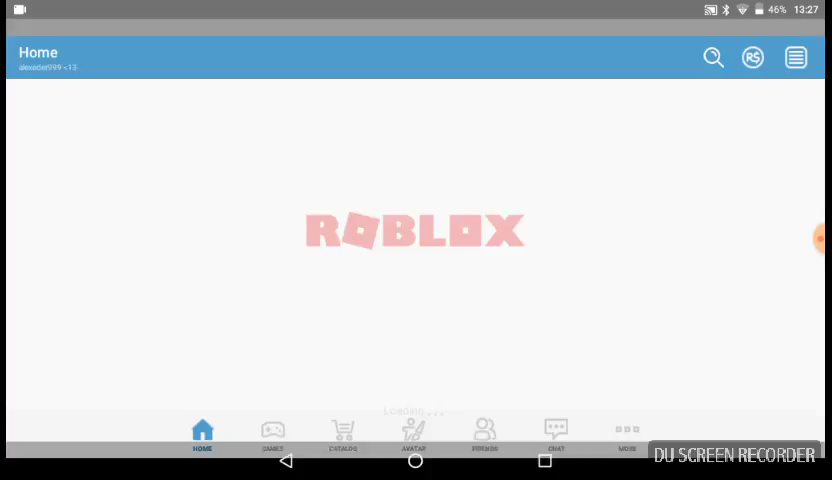 46% 13:27
Home
alexeder999 <13
R$
ROBLOX
Loading...
HOME GAMES CATALOG AVATAR FRIENDS CHAT MORE
DU SCREEN RECORDER